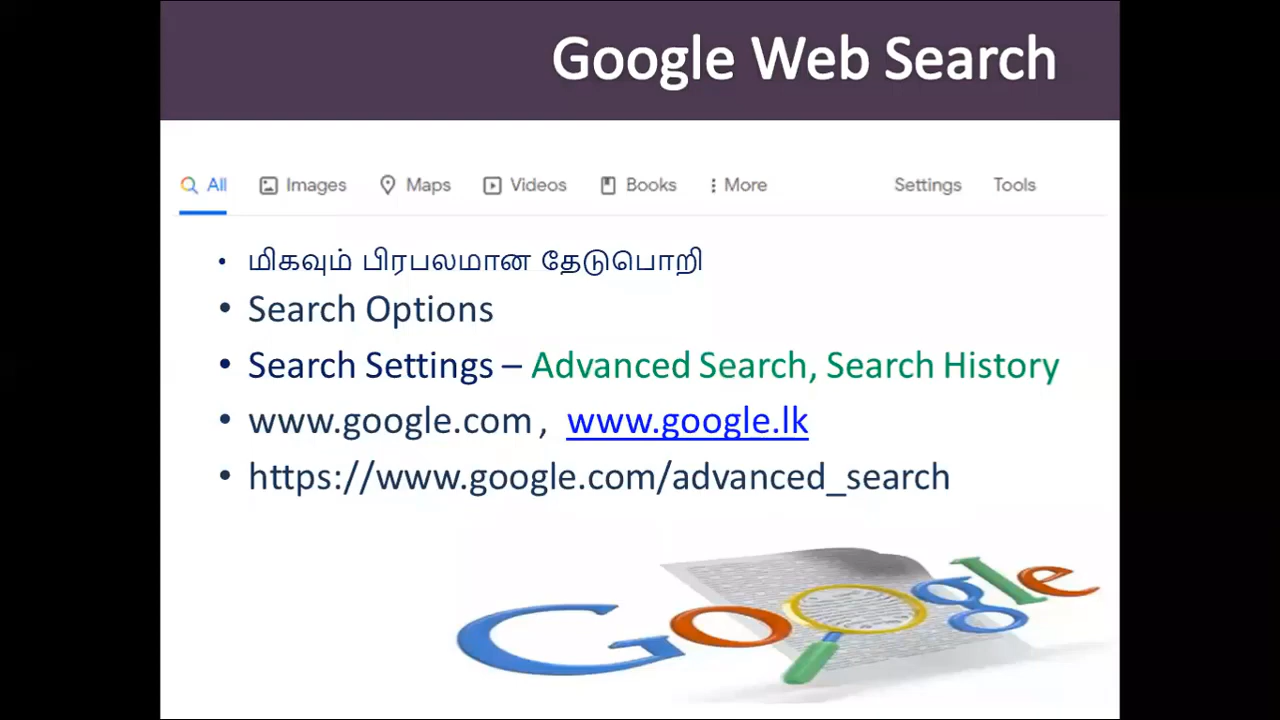 Google Web Search
All Images Maps Videos Books More Settings Tools
• மிகவும் பிரபலமான தேடுபொறி
• Search Options
• Search Settings – Advanced Search, Search History
• www.google.com , www.google.lk
• https://www.google.com/advanced_search
Google